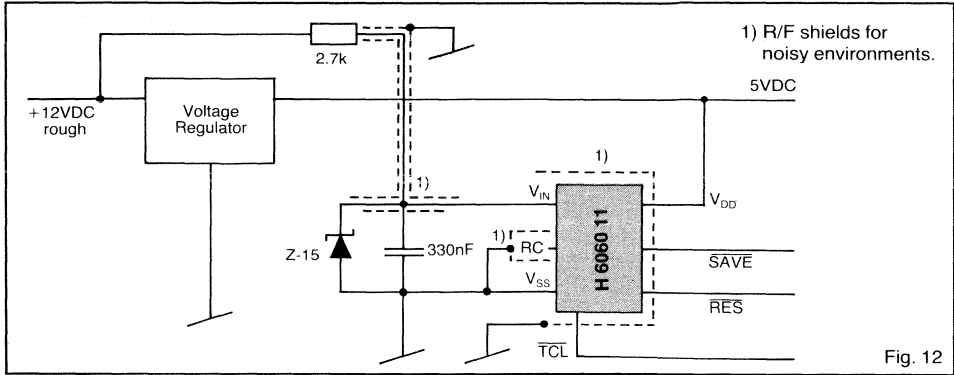 1) R/F shields for
noisy environments.
2.7k
5VDC
+12VDC
rough
Voltage
Regulator
1)
1)
V_IN
V_DD
Z-15
330nF
1)
RC
H 6060 11
SAVE
V_SS
RES
TCL
Fig. 12